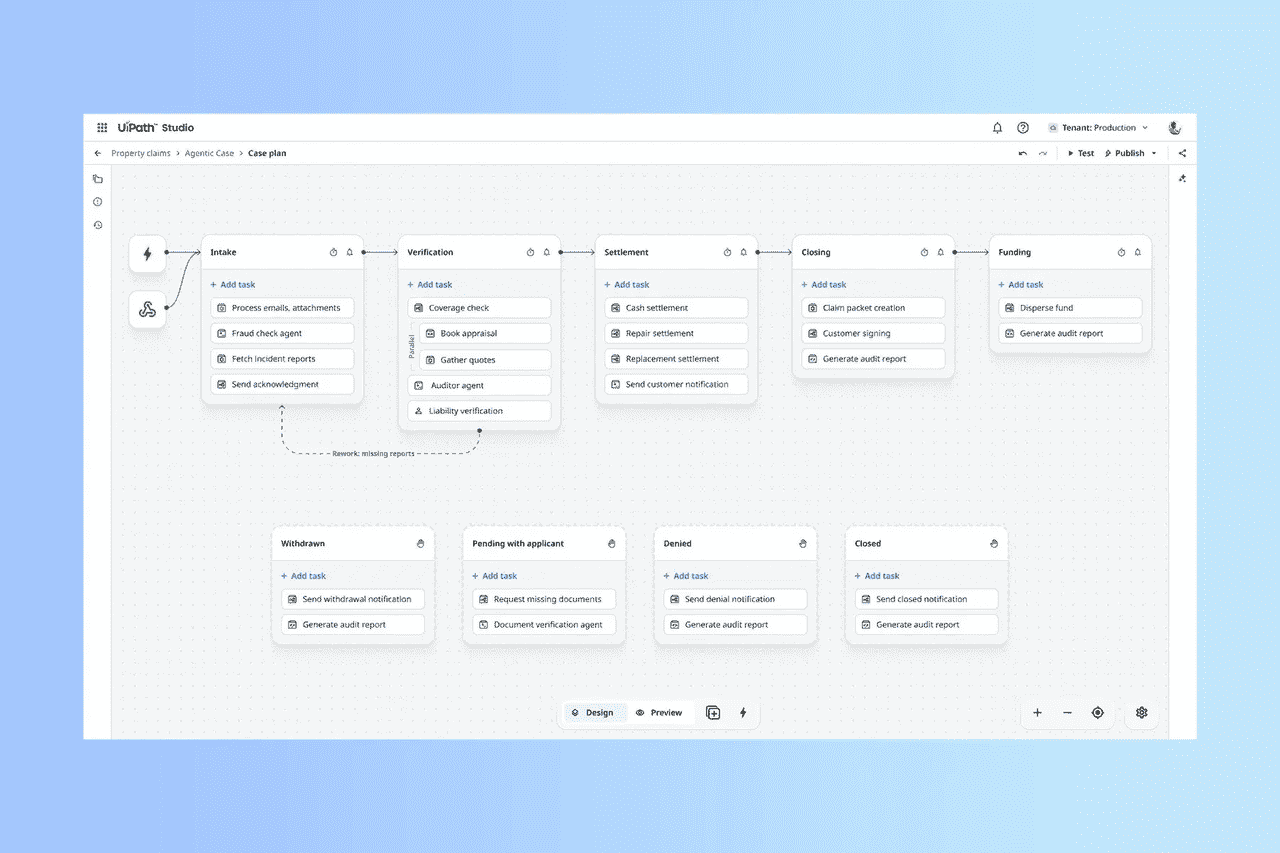 UiPath™ Studio
Tenant: Production
Property claims > Agentic Case > Case plan
Test
Publish
Intake
+ Add task
Process emails, attachments
Fraud check agent
Fetch incident reports
Send acknowledgment
Verification
+ Add task
Coverage check
Parallel
Book appraisal
Gather quotes
Auditor agent
Liability verification
Settlement
+ Add task
Cash settlement
Repair settlement
Replacement settlement
Send customer notification
Closing
+ Add task
Claim packet creation
Customer signing
Generate audit report
Funding
+ Add task
Disperse fund
Generate audit report
Rework: missing reports
Withdrawn
+ Add task
Send withdrawal notification
Generate audit report
Pending with applicant
+ Add task
Request missing documents
Document verification agent
Denied
+ Add task
Send denial notification
Generate audit report
Closed
+ Add task
Send closed notification
Generate audit report
Design
Preview